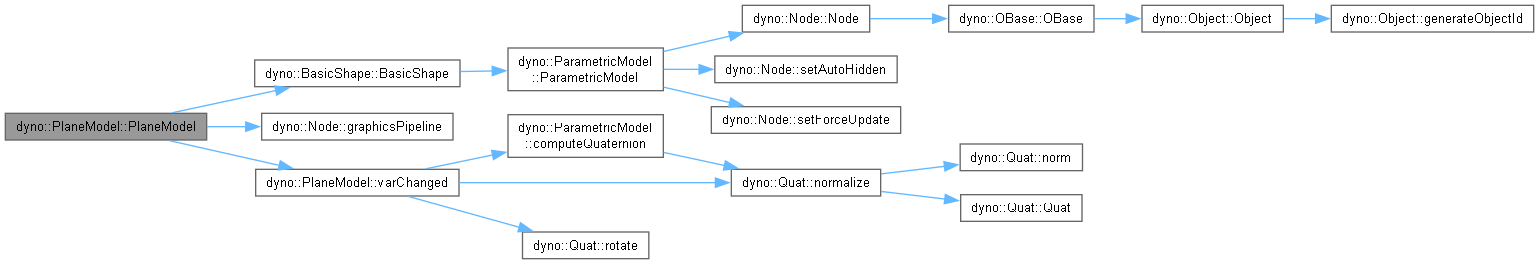 dyno::PlaneModel::PlaneModel
dyno::BasicShape::BasicShape
dyno::ParametricModel
::ParametricModel
dyno::Node::Node
dyno::OBase::OBase
dyno::Object::Object
dyno::Object::generateObjectId
dyno::Node::setAutoHidden
dyno::Node::setForceUpdate
dyno::Node::graphicsPipeline
dyno::PlaneModel::varChanged
dyno::ParametricModel
::computeQuaternion
dyno::Quat::normalize
dyno::Quat::norm
dyno::Quat::Quat
dyno::Quat::rotate